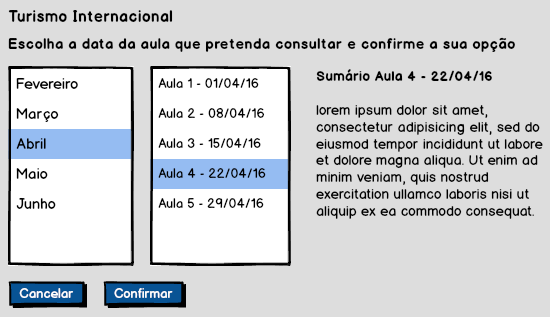 Turismo Internacional
Escolha a data da aula que pretenda consultar e confirme a sua opção
Fevereiro
Março
Abril
Maio
Junho
Aula 1 - 01/04/16
Aula 2 - 08/04/16
Aula 3 - 15/04/16
Aula 4 - 22/04/16
Aula 5 - 29/04/16
Sumário Aula 4 - 22/04/16
lorem ipsum dolor sit amet,
consectetur adipisicing elit, sed do
eiusmod tempor incididunt ut labore
et dolore magna aliqua. Ut enim ad
minim veniam, quis nostrud
exercitation ullamco laboris nisi ut
aliquip ex ea commodo consequat.
Cancelar
Confirmar